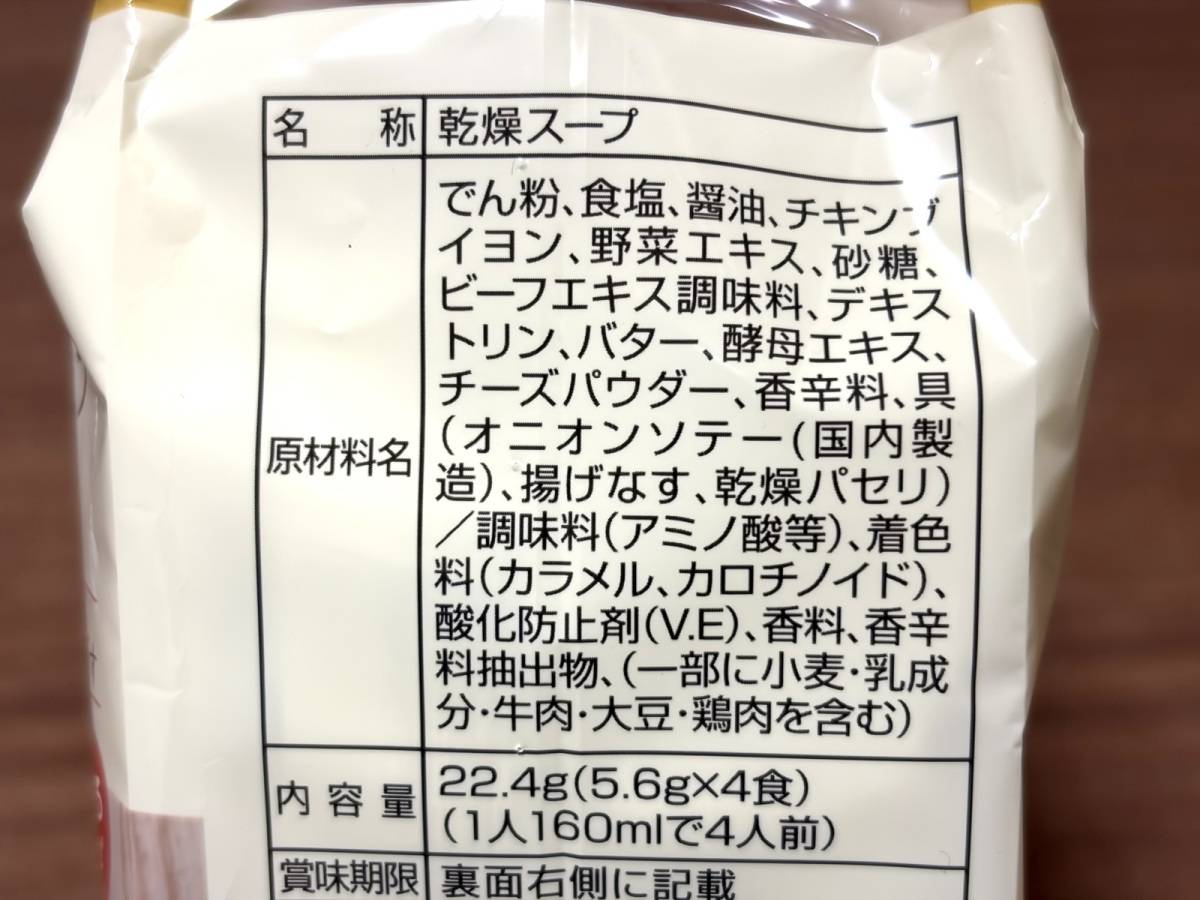 名称 乾燥スープ
でん粉、食塩、醤油、チキンブ
イヨン、野菜エキス、砂糖、
ビーフエキス調味料、デキス
トリン、バター、酵母エキス、
チーズパウダー、香辛料、具
(オニオンソテー(国内製
原材料名
造)、揚げなす、乾燥パセリ)
/調味料(アミノ酸等)、着色
料(カラメル、カロチノイド)、
酸化防止剤(V.E)、香料、香辛
料抽出物、(一部に小麦・乳成
分・牛肉・大豆・鶏肉を含む)
内容量 22.4g(5.6g×4食)
(1人160mlで4人前)
賞味期限 裏面右側に記載